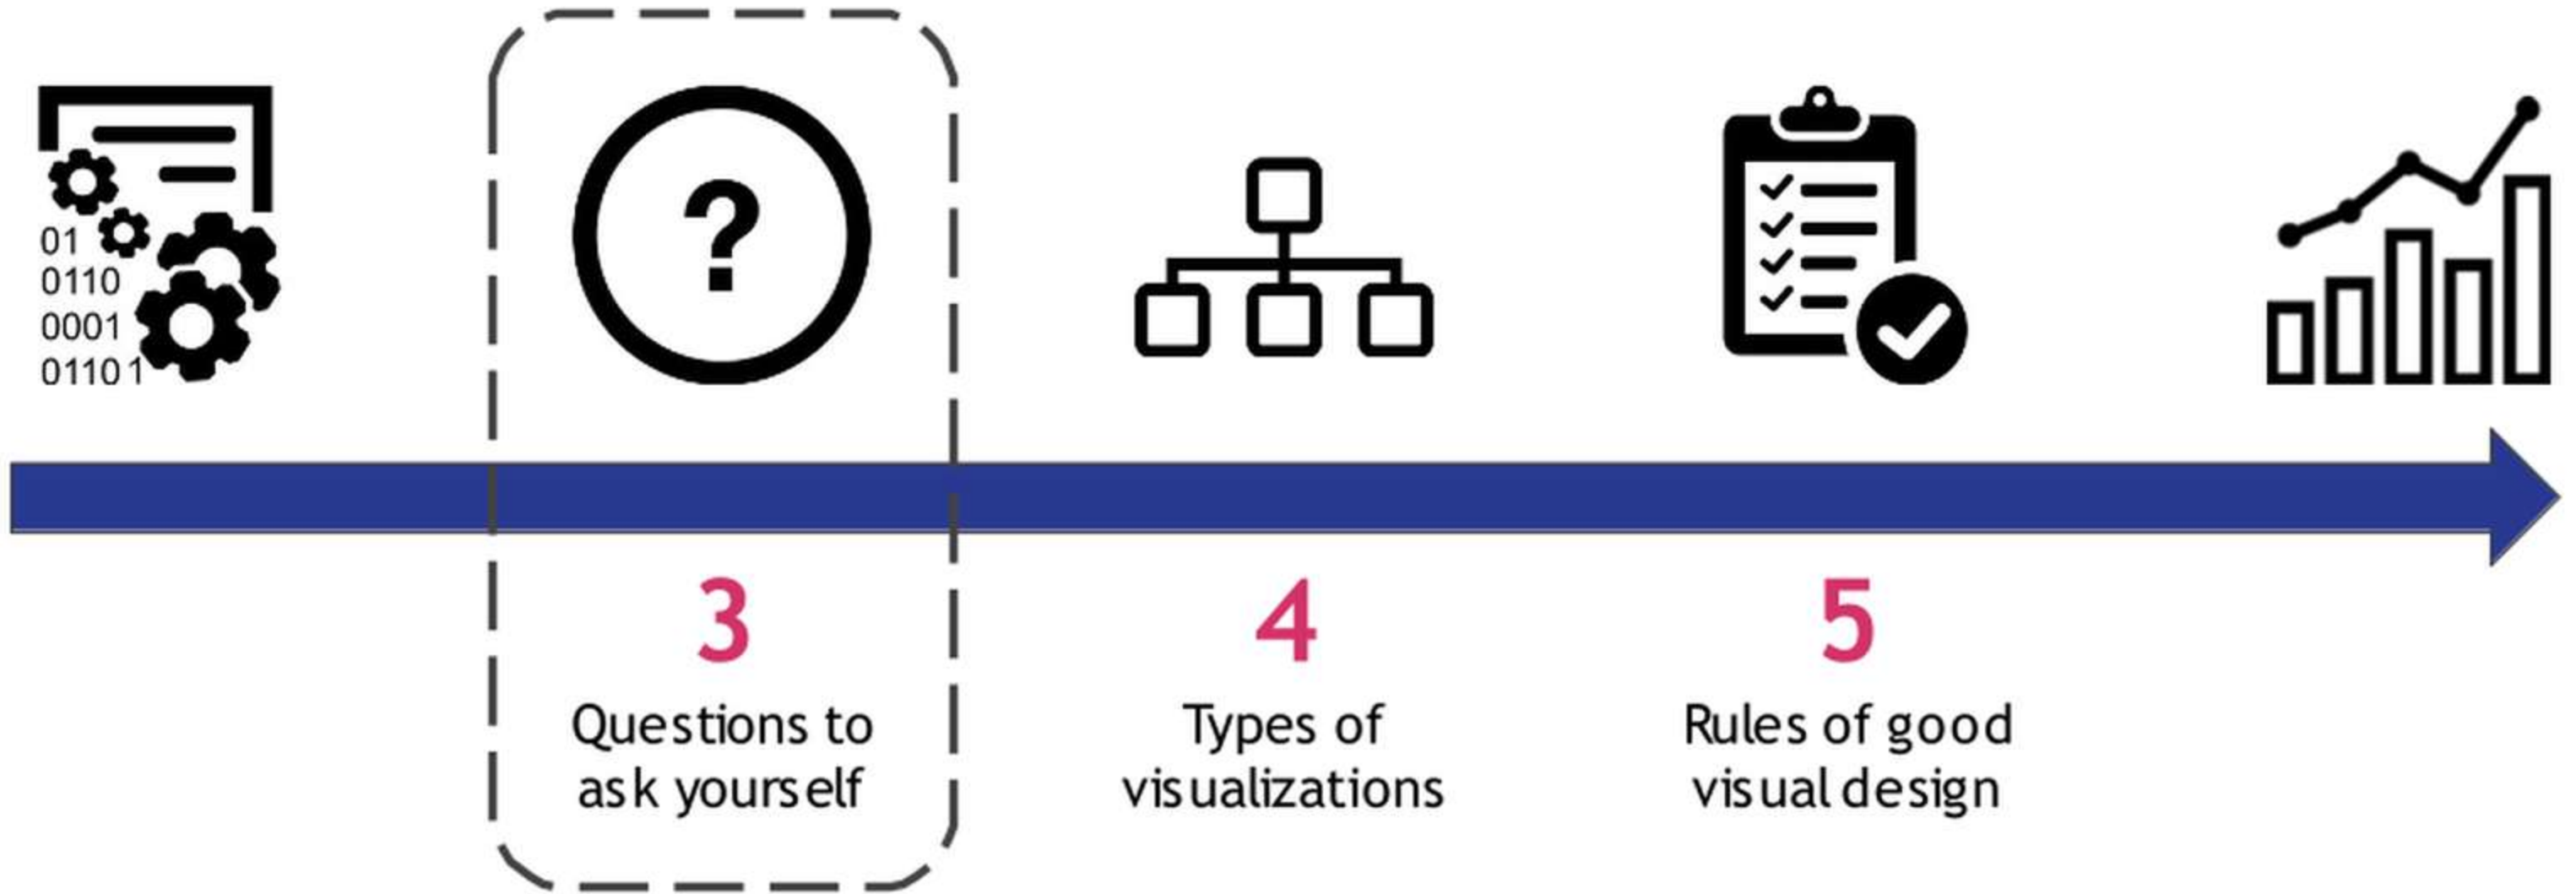 01
0110
0001
01101
?
3
Questions to
ask yourself
4
Types of
visualizations
5
Rules of good
visual design